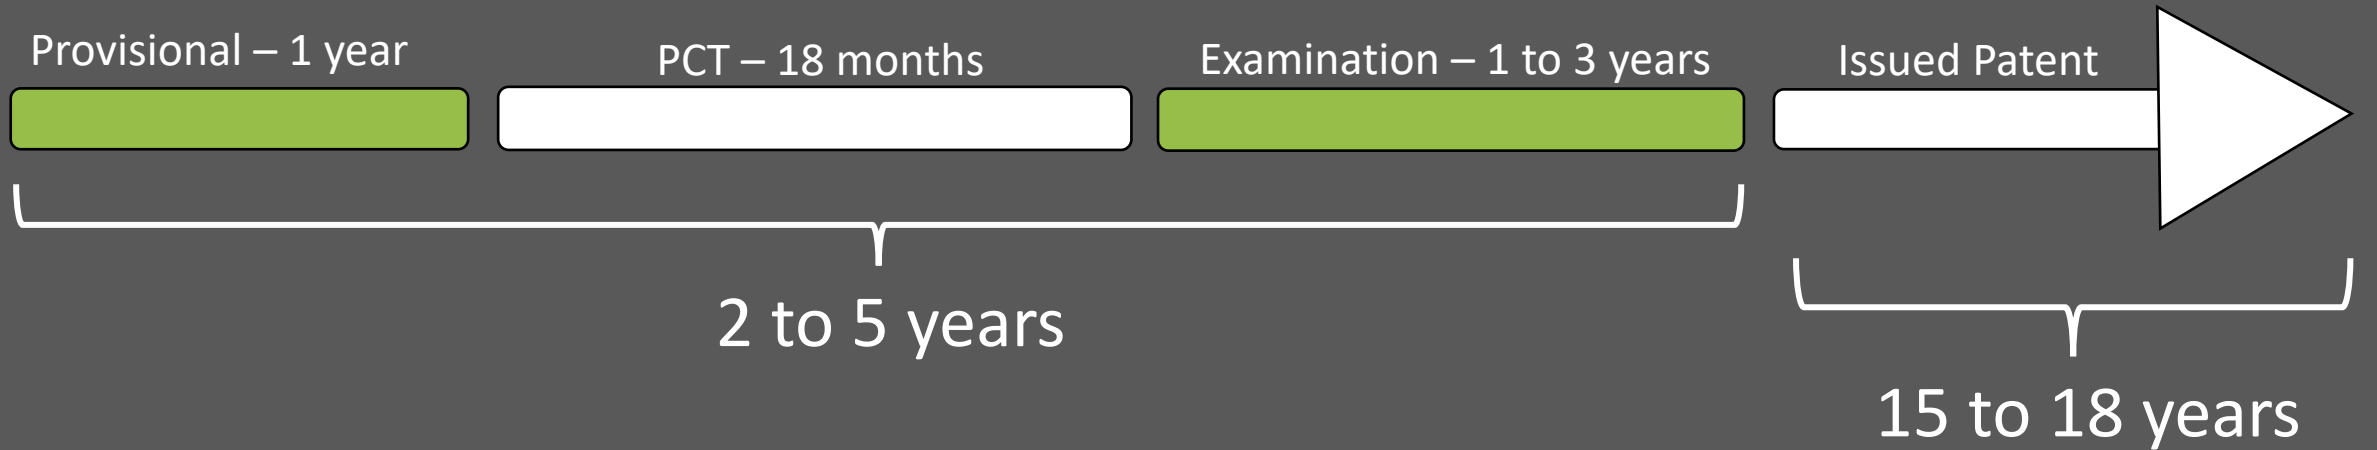 Provisional – 1 year
PCT – 18 months
Examination – 1 to 3 years
Issued Patent
2 to 5 years
15 to 18 years